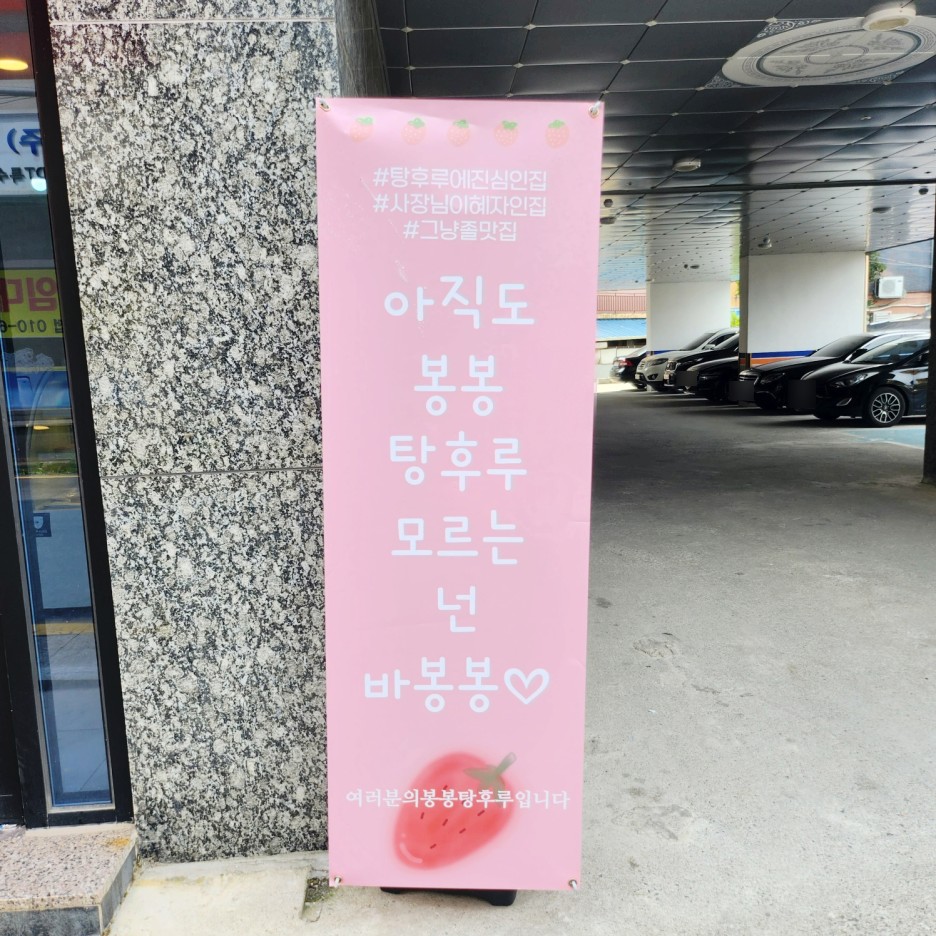 #탕후루에진심인집
#사장님이혜자인집
#그냥졸맛집
아직도
봉봉
탕후루
모르는
넌
바봉봉♡
여러분의봉봉탕후루입니다